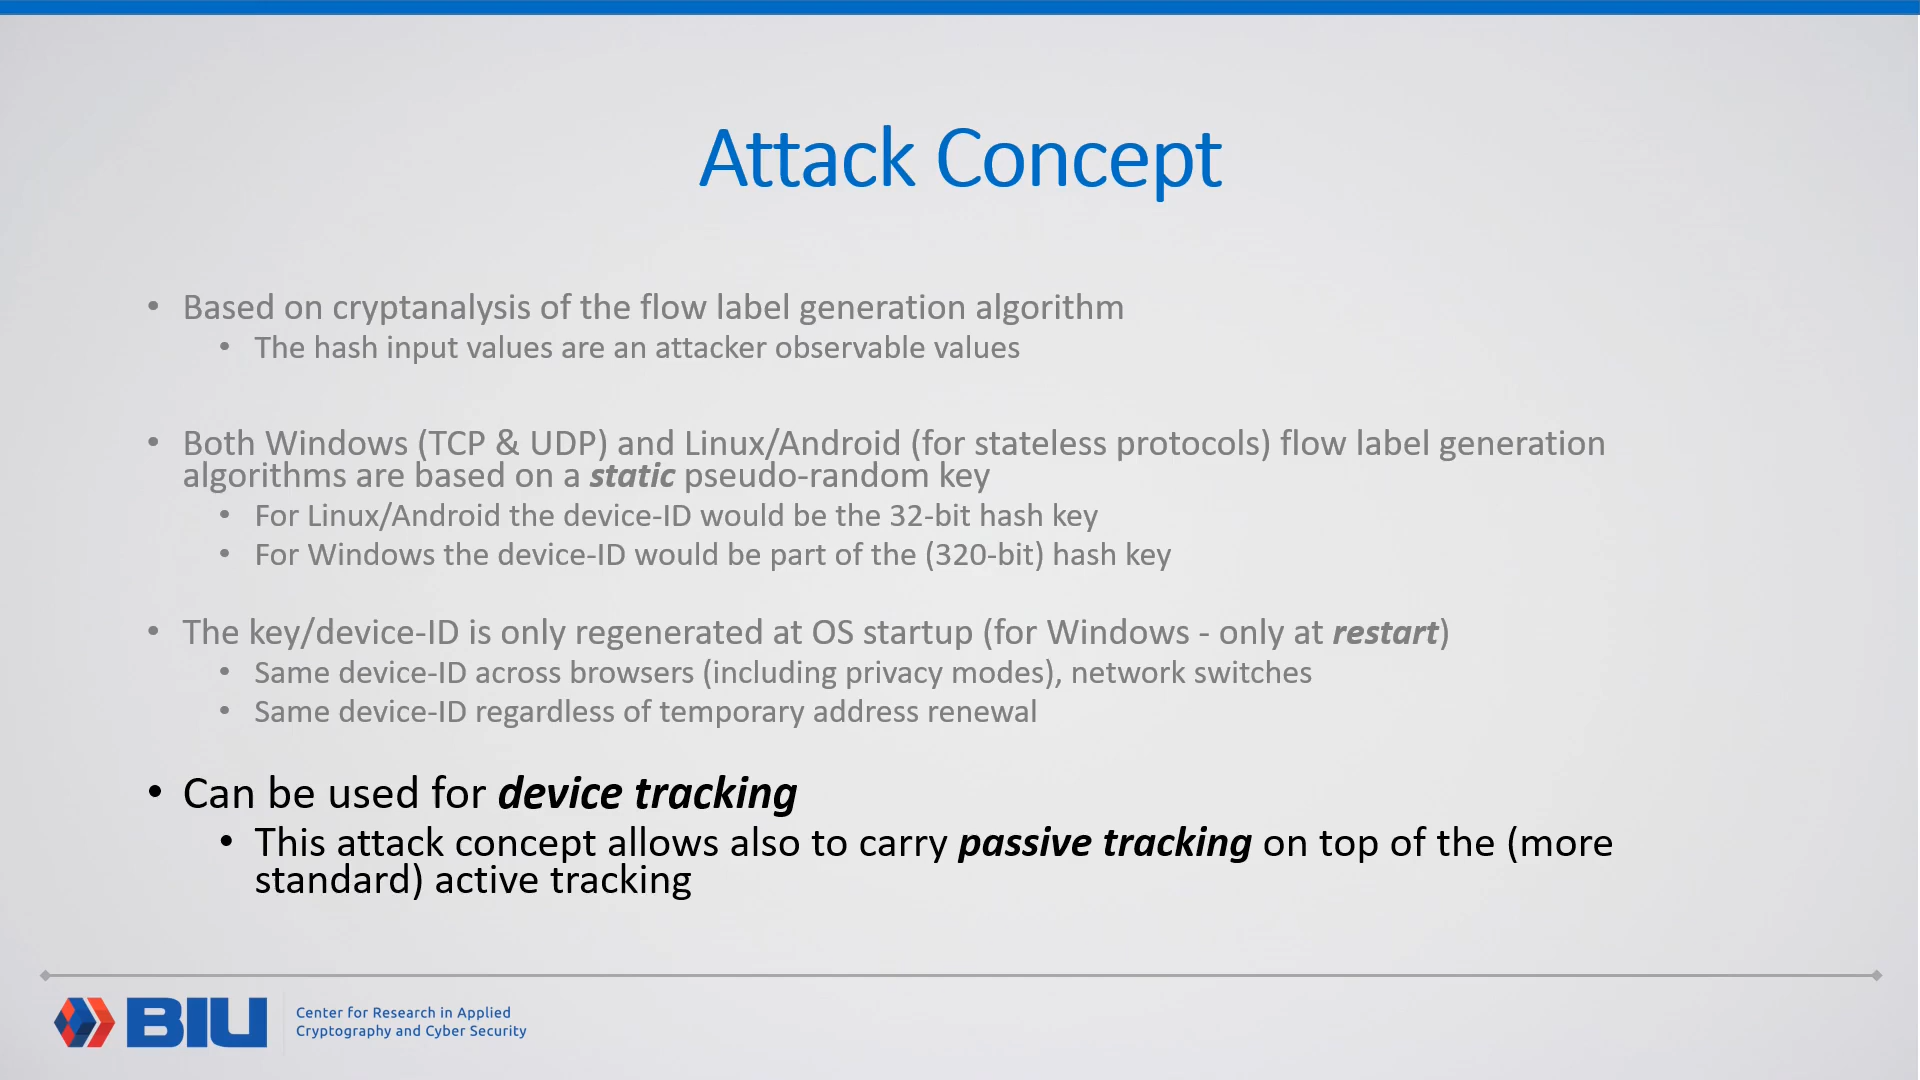 Attack Concept
• Based on cryptanalysis of the flow label generation algorithm
• The hash input values are an attacker observable values
• Both Windows (TCP & UDP) and Linux/Android (for stateless protocols) flow label generation
algorithms are based on a static pseudo-random key
• For Linux/Android the device-ID would be the 32-bit hash key
• For Windows the device-ID would be part of the (320-bit) hash key
• The key/device-ID is only regenerated at OS startup (for Windows - only at restart)
• Same device-ID across browsers (including privacy modes), network switches
• Same device-ID regardless of temporary address renewal
• Can be used for device tracking
• This attack concept allows also to carry passive tracking on top of the (more
standard) active tracking
BIU
Center for Research in Applied
Cryptography and Cyber Security